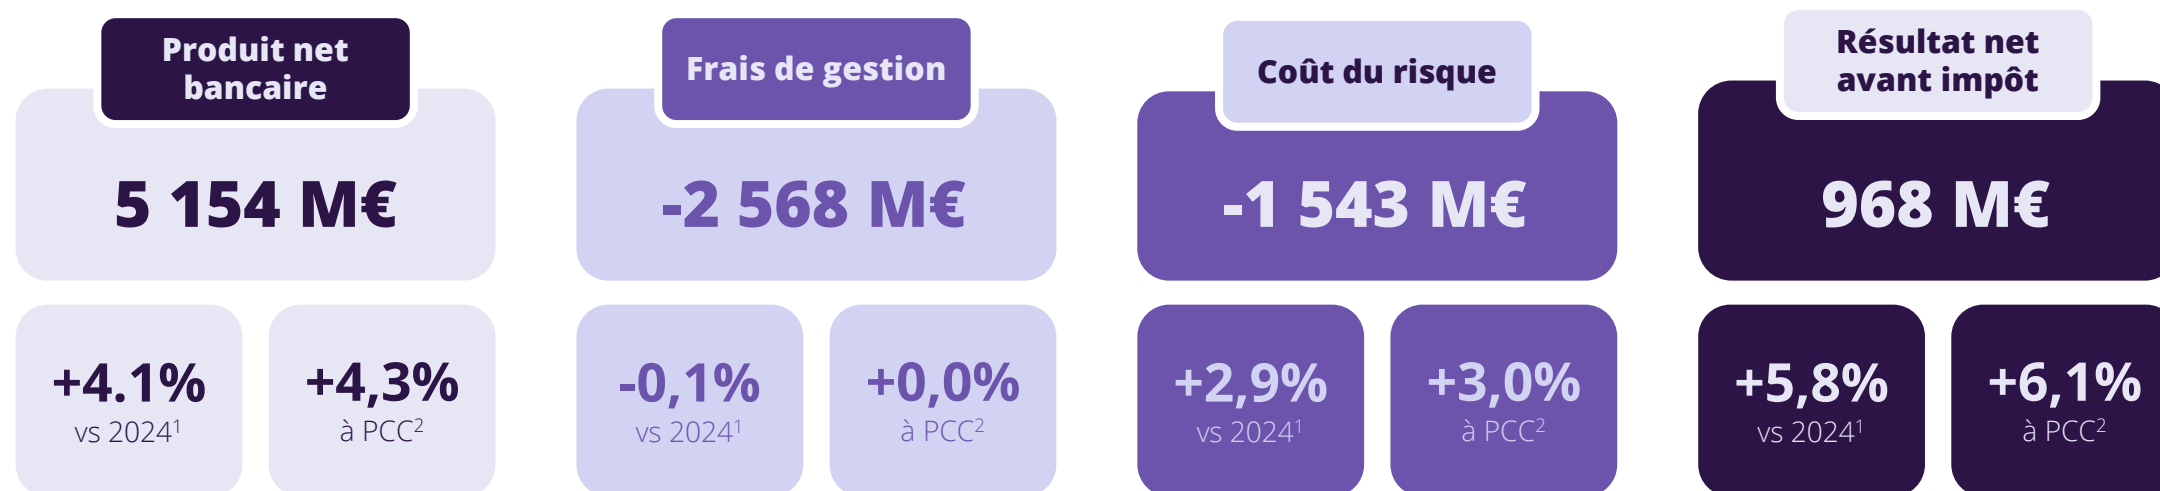 Produit net
bancaire
5 154 M€
+4.1%
vs 2024¹
+4,3%
à PCC²
Frais de gestion
-2 568 M€
-0,1%
vs 2024¹
+0,0%
à PCC²
Coût du risque
-1 543 M€
+2,9%
vs 2024¹
+3,0%
à PCC²
Résultat net
avant impôt
968 M€
+5,8%
vs 2024¹
+6,1%
à PCC²